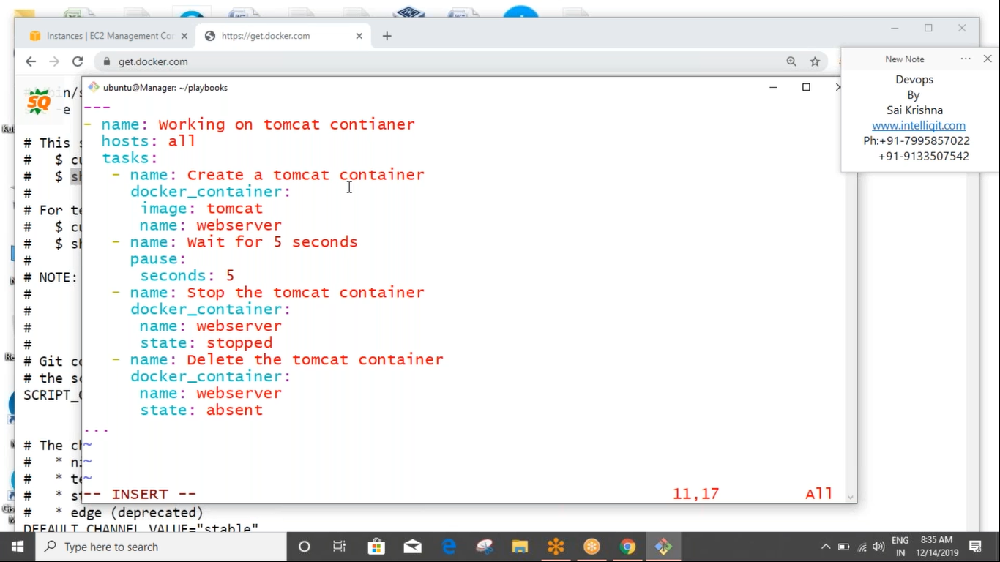 Instances | EC2 Management Co
https://get.docker.com
get.docker.com
New Note
Devops
By
Sai Krishna
www.intelliqit.com
Ph:+91-7995857022
+91-9133507542
ubuntu@Manager: ~/playbooks
---
- name: Working on tomcat contianer
hosts: all
tasks:
- name: Create a tomcat container
docker_container:
image: tomcat
name: webserver
- name: Wait for 5 seconds
pause:
seconds: 5
- name: Stop the tomcat container
docker_container:
name: webserver
state: stopped
- name: Delete the tomcat container
docker_container:
name: webserver
state: absent
...
~
~
~
-- INSERT -- 11,17 All
SQ
# This s
# $ cu
# $ sh
#
# For te
# $ cu
# $ sh
#
# NOTE:
#
#
#
#
# Git co
# the sc
SCRIPT_C
# The ch
# * ni
# * te
# * st
# * edge (deprecated)
DEFAULT_CHANNEL_VALUE="stable"
Type here to search
ENG
IN
8:35 AM
12/14/2019